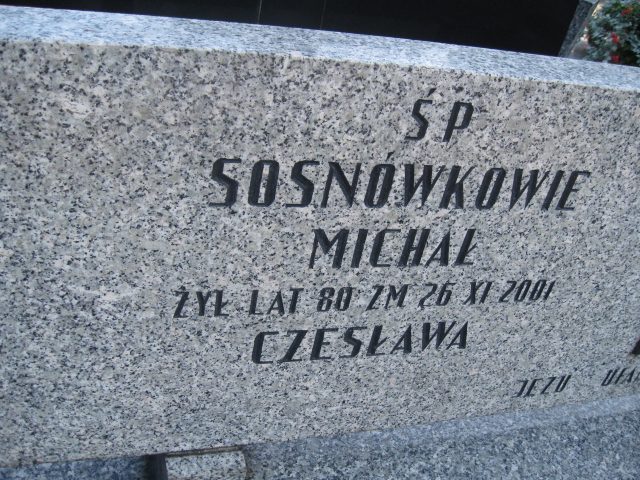 ŚP
SOSNÓWKOWIE
MICHAŁ
ŻYŁ LAT 80 ZM 26 XI 2001
CZESŁAWA
JEZU